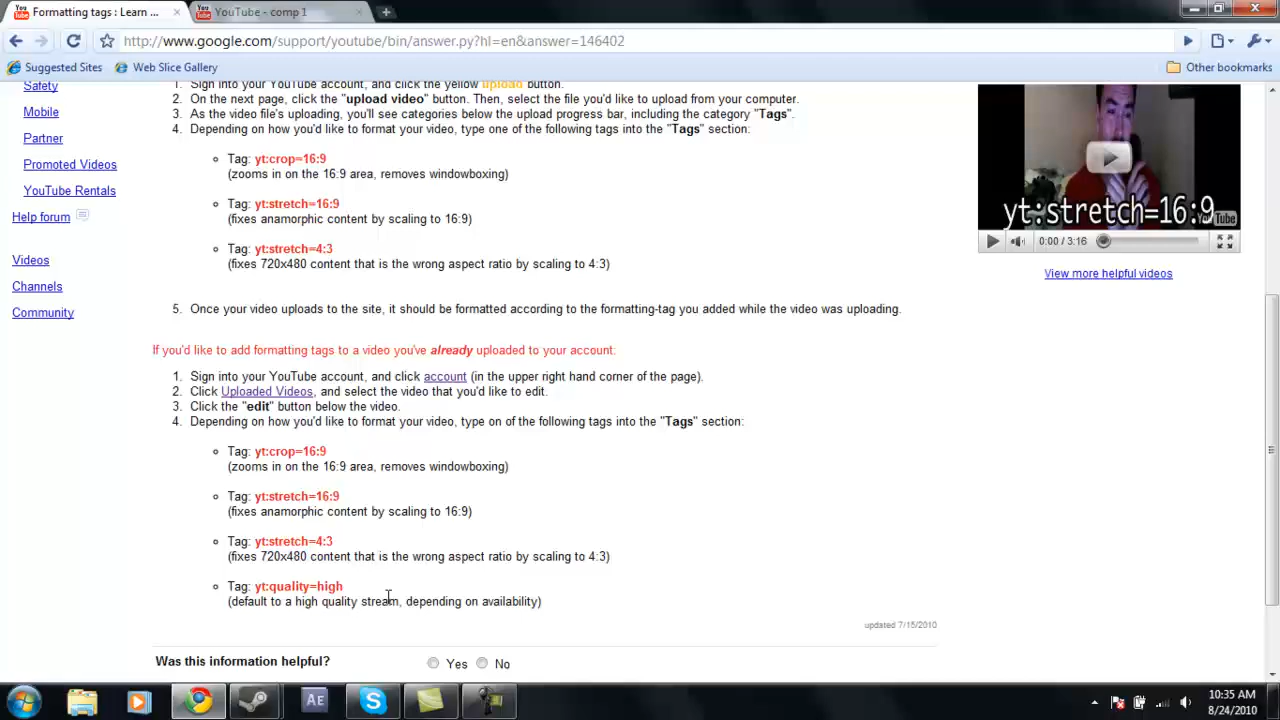 Formatting tags : Learn ...
YouTube - comp 1
http://www.google.com/support/youtube/bin/answer.py?hl=en&answer=146402
Suggested Sites
Web Slice Gallery
Other bookmarks
Safety
Mobile
Partner
Promoted Videos
YouTube Rentals
Help forum
Videos
Channels
Community
1. Sign into your YouTube account, and click the yellow upload button.
2. On the next page, click the "upload video" button. Then, select the file you'd like to upload from your computer.
3. As the video file's uploading, you'll see categories below the upload progress bar, including the category "Tags".
4. Depending on how you'd like to format your video, type one of the following tags into the "Tags" section:
Tag: yt:crop=16:9
(zooms in on the 16:9 area, removes windowboxing)
Tag: yt:stretch=16:9
(fixes anamorphic content by scaling to 16:9)
Tag: yt:stretch=4:3
(fixes 720x480 content that is the wrong aspect ratio by scaling to 4:3)
5. Once your video uploads to the site, it should be formatted according to the formatting-tag you added while the video was uploading.
If you'd like to add formatting tags to a video you've already uploaded to your account:
1. Sign into your YouTube account, and click account (in the upper right hand corner of the page).
2. Click Uploaded Videos, and select the video that you'd like to edit.
3. Click the "edit" button below the video.
4. Depending on how you'd like to format your video, type on of the following tags into the "Tags" section:
Tag: yt:crop=16:9
(zooms in on the 16:9 area, removes windowboxing)
Tag: yt:stretch=16:9
(fixes anamorphic content by scaling to 16:9)
Tag: yt:stretch=4:3
(fixes 720x480 content that is the wrong aspect ratio by scaling to 4:3)
Tag: yt:quality=high
(default to a high quality stream, depending on availability)
updated 7/15/2010
Was this information helpful?
Yes
No
yt:stretch=16:9
YouTube
0:00 / 3:16
View more helpful videos
AE
10:35 AM
8/24/2010